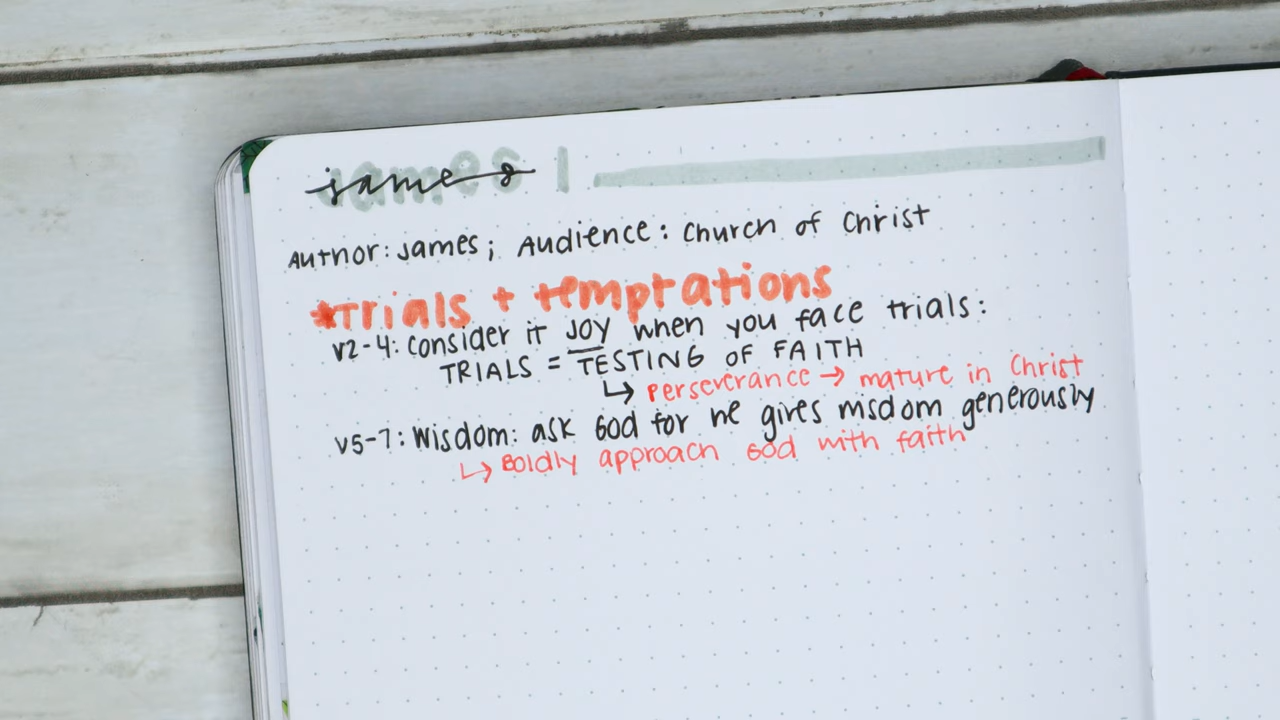 james 1
Author: James; Audience: Church of Christ
*Trials + temptations
v2-4: Consider it JOY when you face trials:
TRIALS = TESTING OF FAITH
↳ perseverance → mature in Christ
v5-7: Wisdom: ask God for he gives wisdom generously
↳ Boldly approach God with faith